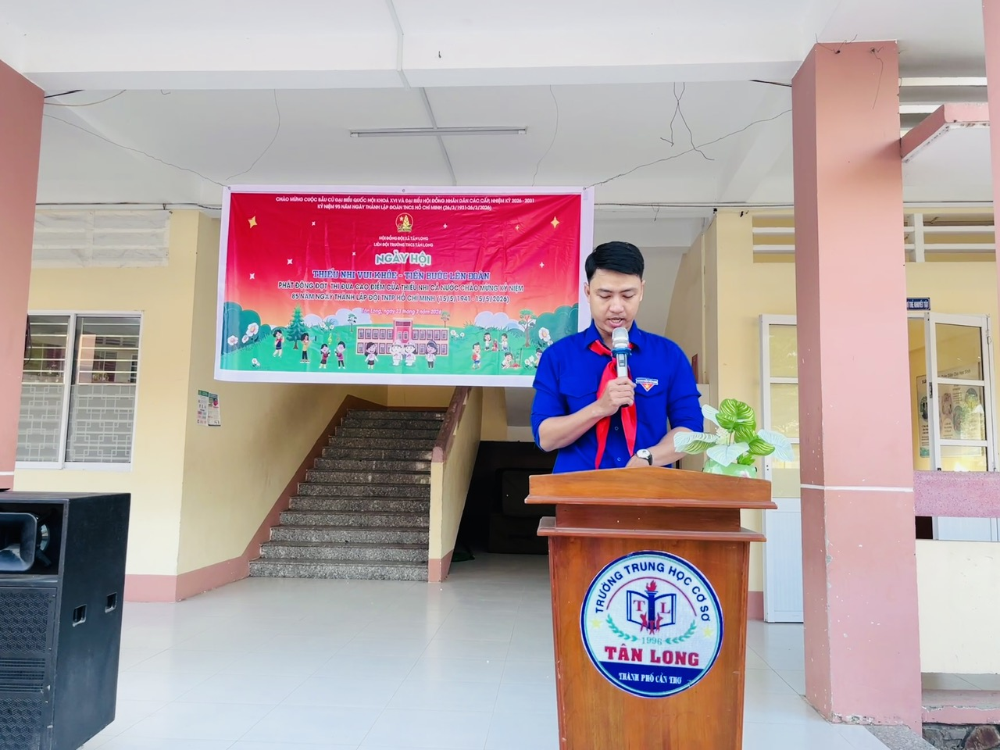 CHÀO MỪNG CUỘC BẦU CỬ ĐẠI BIỂU QUỐC HỘI KHOÁ XVI VÀ ĐẠI BIỂU HỘI ĐỒNG NHÂN DÂN CÁC CẤP, NHIỆM KỲ 2026 - 2031
KỶ NIỆM 95 NĂM NGÀY THÀNH LẬP ĐOÀN TNCS HỒ CHÍ MINH (26/3/1931-26/3/2026)
HỘI ĐỒNG ĐỘI XÃ TÂN LONG
LIÊN ĐỘI TRƯỜNG THCS TÂN LONG
NGÀY HỘI
THIẾU NHI VUI KHỎE - TIẾN BƯỚC LÊN ĐOÀN
PHÁT ĐỘNG ĐỢT THI ĐUA CAO ĐIỂM CỦA THIẾU NHI CẢ NƯỚC CHÀO MỪNG KỶ NIỆM
85 NĂM NGÀY THÀNH LẬP ĐỘI TNTP HỒ CHÍ MINH (15/5/1941 - 15/5/2026)
Tân Long, ngày 23 tháng 3 năm 2026
TRƯỜNG TRUNG HỌC CƠ SỞ
T L
1996
TÂN LONG
THÀNH PHỐ CẦN THƠ